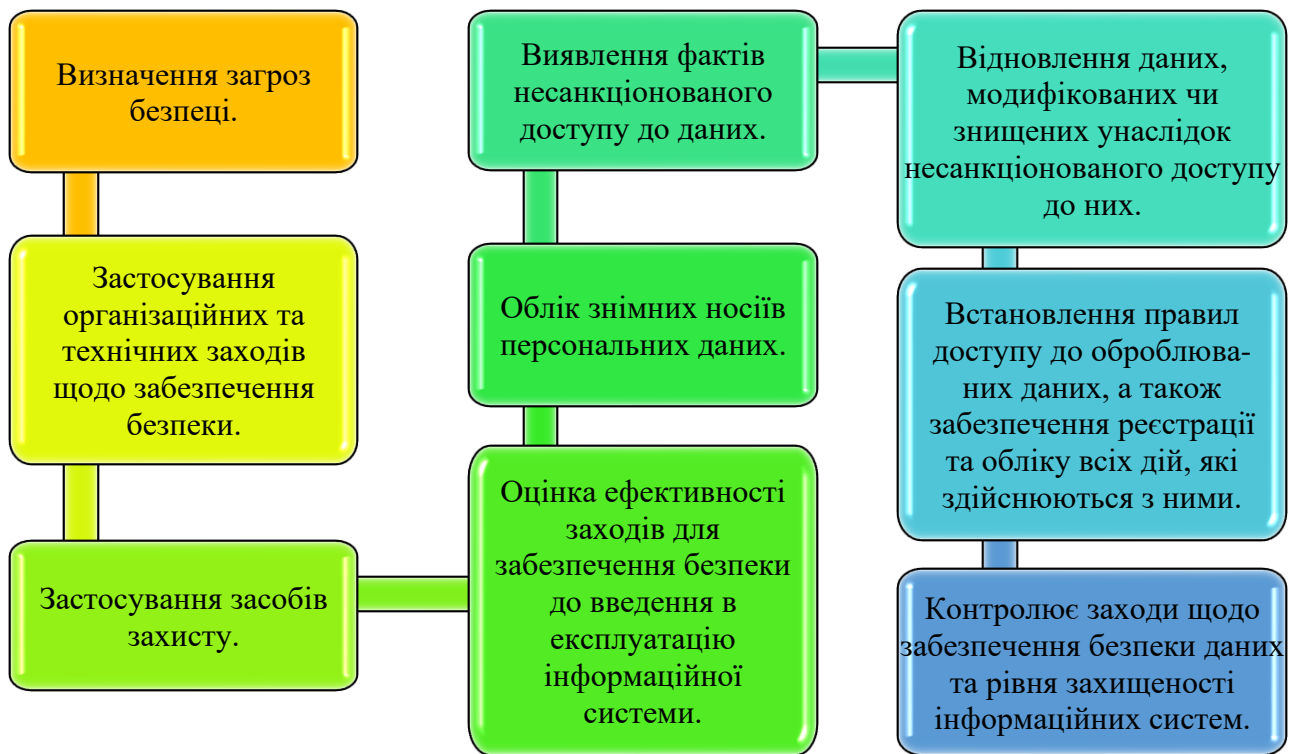 Визначення загроз
безпеці.
Застосування
організаційних та
технічних заходів
щодо забезпечення
безпеки.
Застосування засобів
захисту.
Оцінка ефективності
заходів для
забезпечення безпеки
до введення в
експлуатацію
інформаційної
системи.
Облік знімних носіїв
персональних даних.
Виявлення фактів
несанкціонованого
доступу до даних.
Відновлення даних,
модифікованих чи
знищених унаслідок
несанкціонованого доступу
до них.
Встановлення правил
доступу до оброблюва-
них даних, а також
забезпечення реєстрації
та обліку всіх дій, які
здійснюються з ними.
Контролює заходи щодо
забезпечення безпеки даних
та рівня захищеності
інформаційних систем.